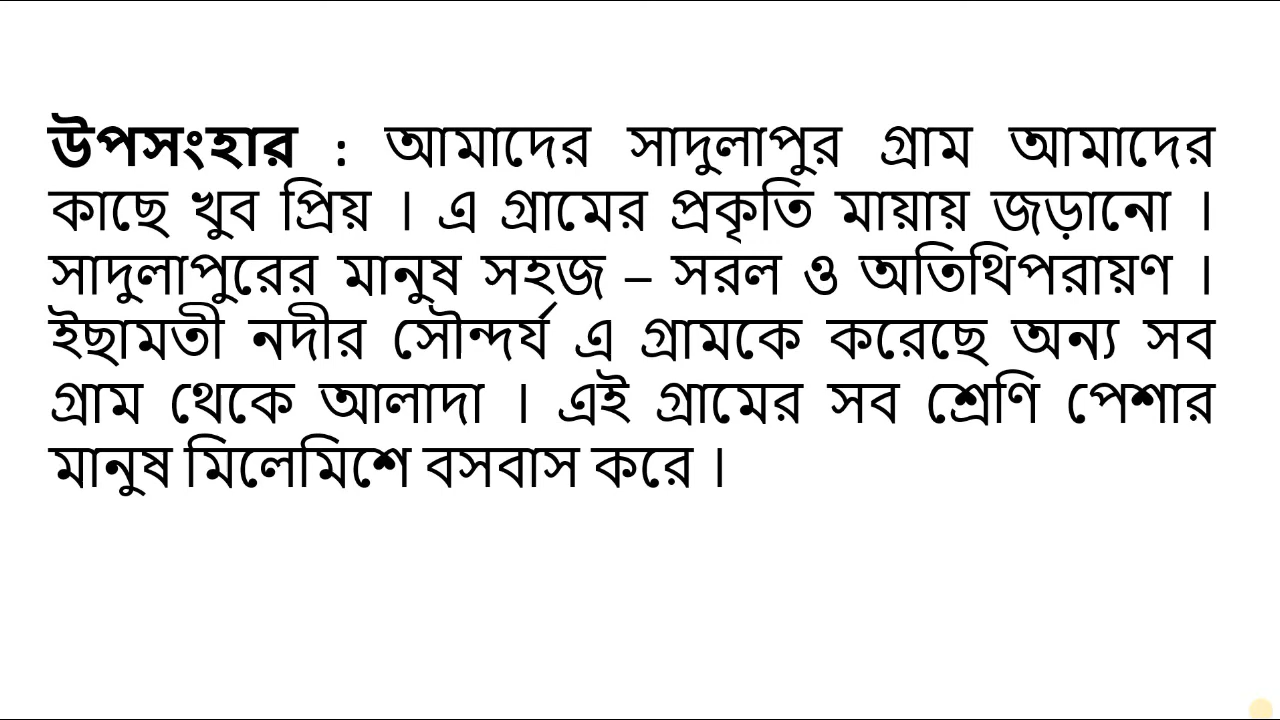 উপসংহার : আমাদের সাদুলাপুর গ্রাম আমাদের
কাছে খুব প্রিয় । এ গ্রামের প্রকৃতি মায়ায় জড়ানো ।
সাদুলাপুরের মানুষ সহজ – সরল ও অতিথিপরায়ণ ।
ইছামতী নদীর সৌন্দর্য এ গ্রামকে করেছে অন্য সব
গ্রাম থেকে আলাদা । এই গ্রামের সব শ্রেণি পেশার
মানুষ মিলেমিশে বসবাস করে ।